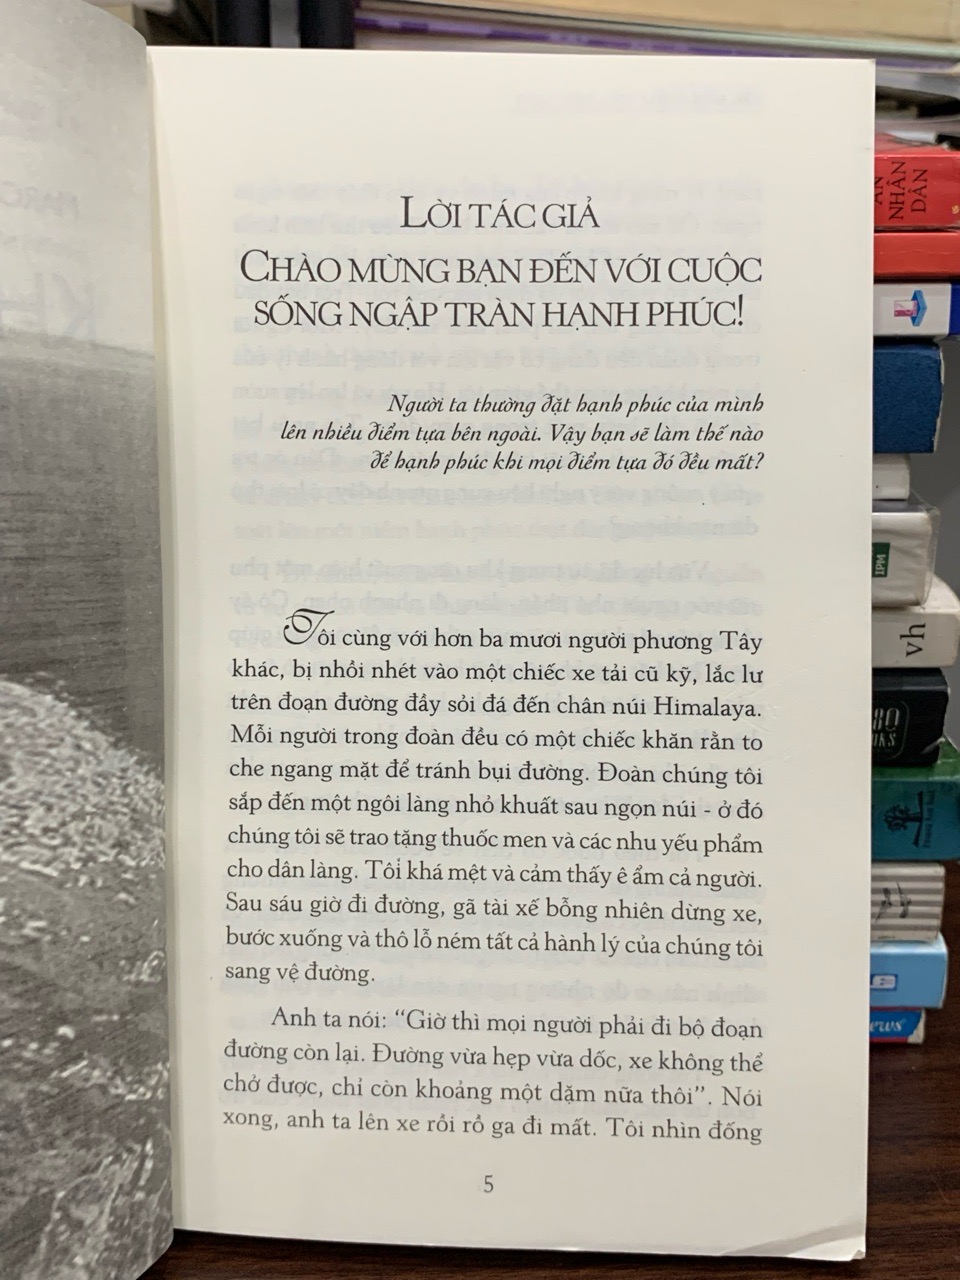 LỜI TÁC GIẢ
CHÀO MỪNG BẠN ĐẾN VỚI CUỘC
SỐNG NGẬP TRÀN HẠNH PHÚC!
Người ta thường đặt hạnh phúc của mình
lên nhiều điểm tựa bên ngoài. Vậy bạn sẽ làm thế nào
để hạnh phúc khi mọi điểm tựa đó đều mất?
Tôi cùng với hơn ba mươi người phương Tây
khác, bị nhồi nhét vào một chiếc xe tải cũ kỹ, lắc lư
trên đoạn đường đầy sỏi đá đến chân núi Himalaya.
Mỗi người trong đoàn đều có một chiếc khăn rằn to
che ngang mặt để tránh bụi đường. Đoàn chúng tôi
sắp đến một ngôi làng nhỏ khuất sau ngọn núi - ở đó
chúng tôi sẽ trao tặng thuốc men và các nhu yếu phẩm
cho dân làng. Tôi khá mệt và cảm thấy ê ẩm cả người.
Sau sáu giờ đi đường, gã tài xế bỗng nhiên dừng xe,
bước xuống và thô lỗ ném tất cả hành lý của chúng tôi
sang vệ đường.
Anh ta nói: “Giờ thì mọi người phải đi bộ đoạn
đường còn lại. Đường vừa hẹp vừa dốc, xe không thể
chở được, chỉ còn khoảng một dặm nữa thôi”. Nói
xong, anh ta lên xe rồi rồ ga đi mất. Tôi nhìn đống
5
MARC
KH
NHÂN
DÂN
IPM
vh
ews